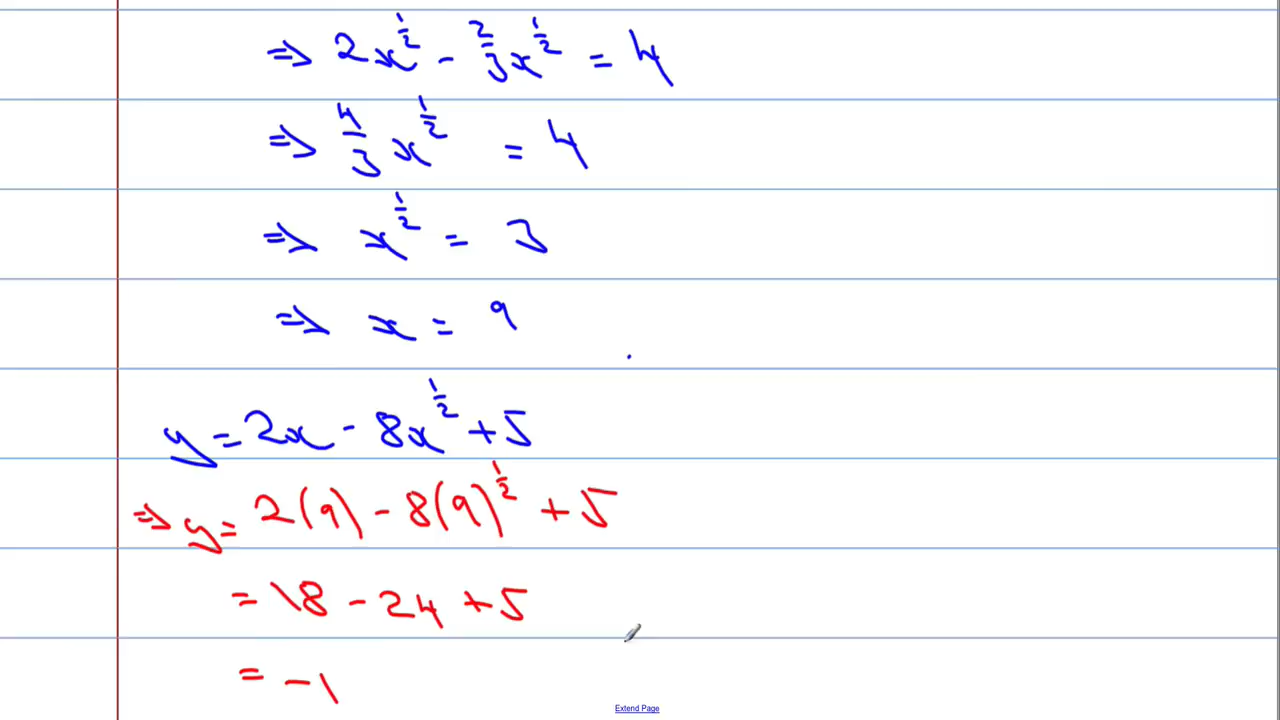 ⇒ 2x^{1/2} - 2/3 x^{1/2} = 4
⇒ 4/3 x^{1/2} = 4
⇒ x^{1/2} = 3
⇒ x = 9
y = 2x - 8x^{1/2} + 5
⇒ y = 2(9) - 8(9)^{1/2} + 5
= 18 - 24 + 5
= -1
Extend Page